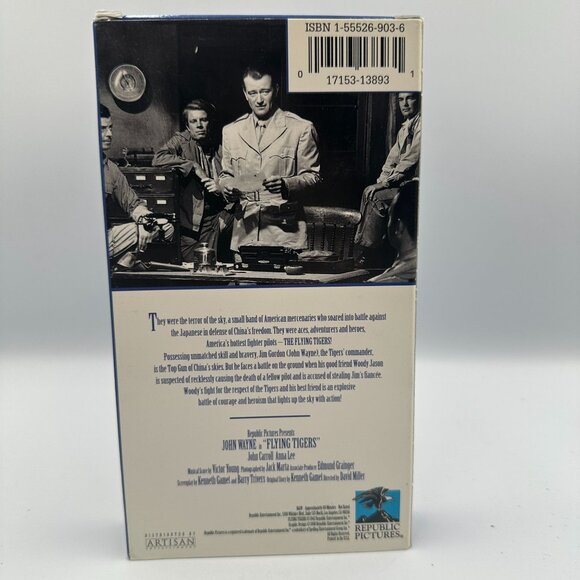 ISBN 1-55526-903-6
0 17153-13893 1
They were the terror of the sky, a small band of American mercenaries who soared into battle against
the Japanese in defense of China's freedom. They were aces, adventurers and heroes,
America's hottest fighter pilots — THE FLYING TIGERS!
Possessing unmatched skill and bravery, Jim Gordon (John Wayne), the Tigers' commander,
is the Top Gun of China's skies. But he faces a battle on the ground when his good friend Woody Jason
is suspected of recklessly causing the death of a fellow pilot and is accused of stealing Jim's fiancée.
Woody's fight for the respect of the Tigers and his best friend is an explosive
battle of courage and heroism that lights up the sky with action!
Republic Pictures Presents
JOHN WAYNE in "FLYING TIGERS"
John Carroll Anna Lee
Musical Score by Victor Young Photographed by Jack Marta Associate Producer Edmund Grainger
Screenplay by Kenneth Gamet and Barry Trivers Original Story by Kenneth Gamet Directed by David Miller
Printed in the U.S.A.
DISTRIBUTED BY
ARTISAN
ENTERTAINMENT
REPUBLIC
PICTURES®